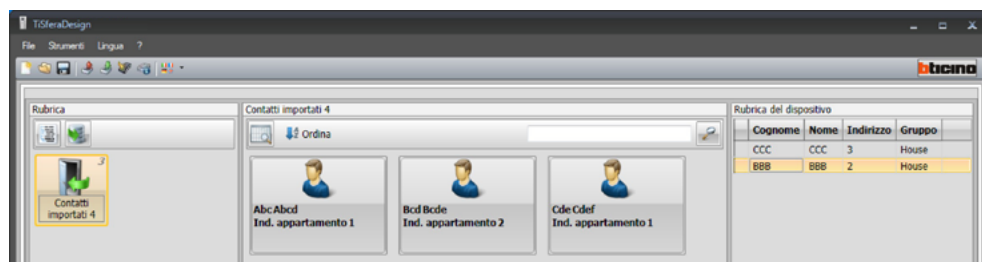 TiSferaDesign
File Strumenti Lingua ?
bticino
Rubrica
Contatti importati 4
Rubrica del dispositivo
Ordina
Cognome Nome Indirizzo Gruppo
CCC CCC 3 House
BBB BBB 2 House
3
Contatti
importati 4
Abc Abcd
Ind. appartamento 1
Bcd Bcde
Ind. appartamento 2
Cde Cdef
Ind. appartamento 1